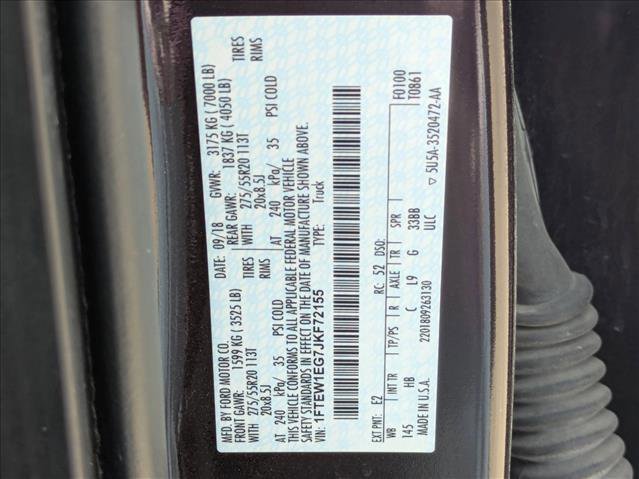 MFD. BY FORD MOTOR CO.
DATE: 09/18 GVWR: 3175 KG ( 7000 LB)
FRONT GAWR: 1599 KG ( 3525 LB) REAR GAWR: 1837 KG ( 4050 LB)
WITH 275/55R20 113T TIRES WITH 275/55R20 113T TIRES
20x8.5J RIMS 20x8.5J RIMS
AT 240 kPa/ 35 PSI COLD AT 240 kPa/ 35 PSI COLD
THIS VEHICLE CONFORMS TO ALL APPLICABLE FEDERAL MOTOR VEHICLE
SAFETY STANDARDS IN EFFECT ON THE DATE OF MANUFACTURE SHOWN ABOVE.
VIN: 1FTEW1EG7JKF72155 TYPE: Truck
F0100
T0861
EXT PNT: E2 RC: 52 DSO:
WB INT TR TP/PS R AXLE TR SPR
145 HB C L9 G 33BB
MADE IN U.S.A. 2201809263130 ULC
▽ 5U5A-3520472-AA